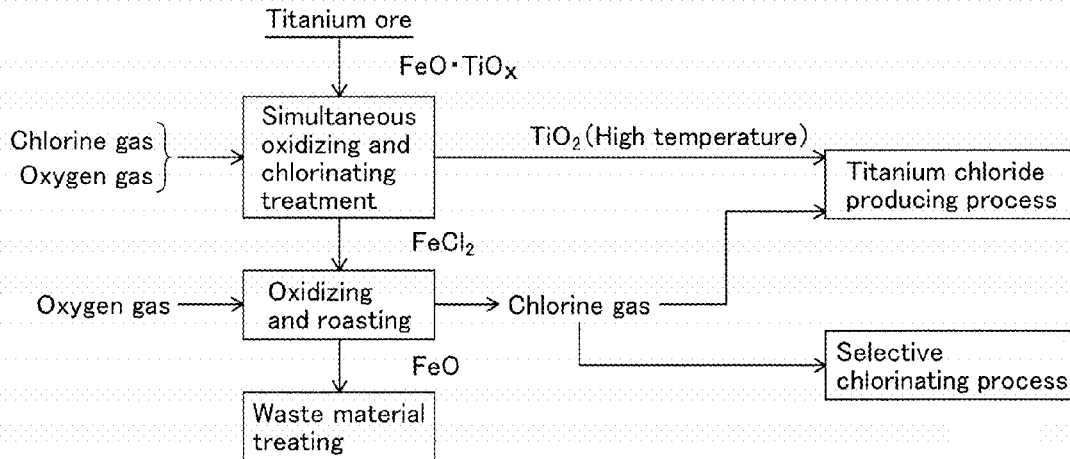 Titanium ore
FeO・TiOx
Simultaneous
oxidizing and
chlorinating
treatment
Chlorine gas
Oxygen gas
TiO2(High temperature)
Titanium chloride
producing process
FeCl2
Oxygen gas
Oxidizing
and roasting
Chlorine gas
FeO
Selective
chlorinating process
Waste material
treating